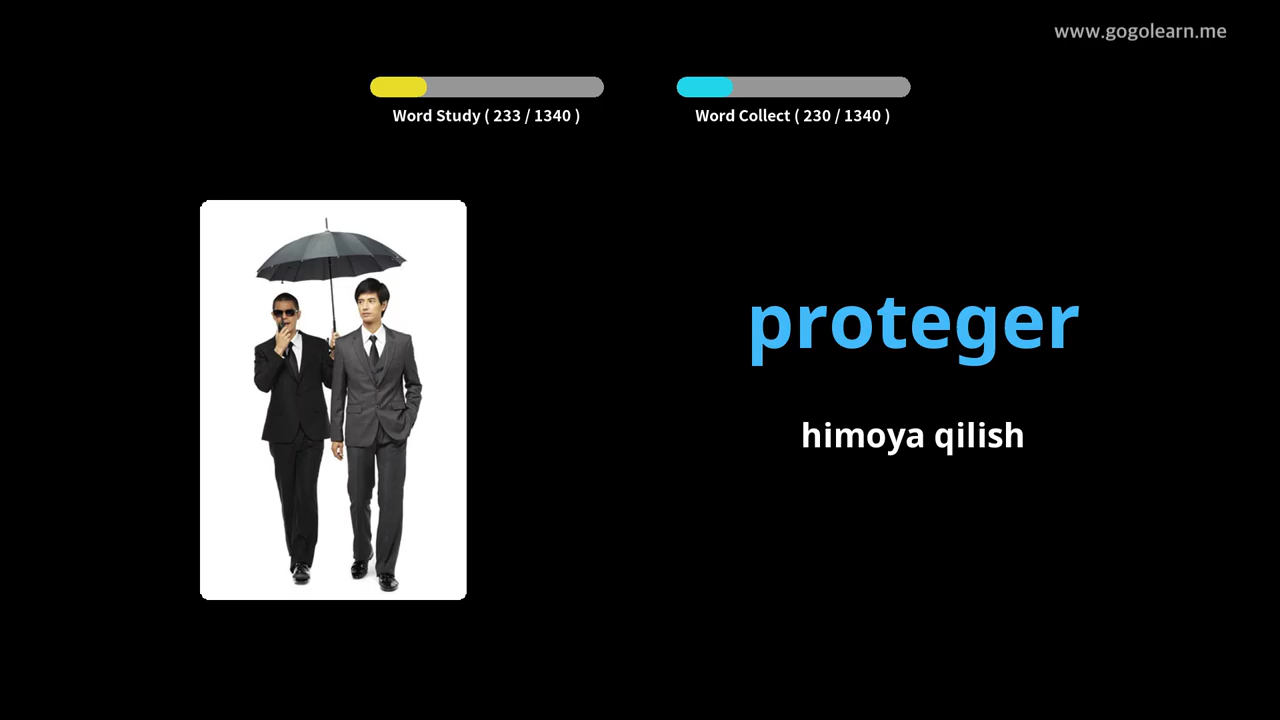 www.gogolearn.me
Word Study ( 233 / 1340 )
Word Collect ( 230 / 1340 )
proteger
himoya qilish